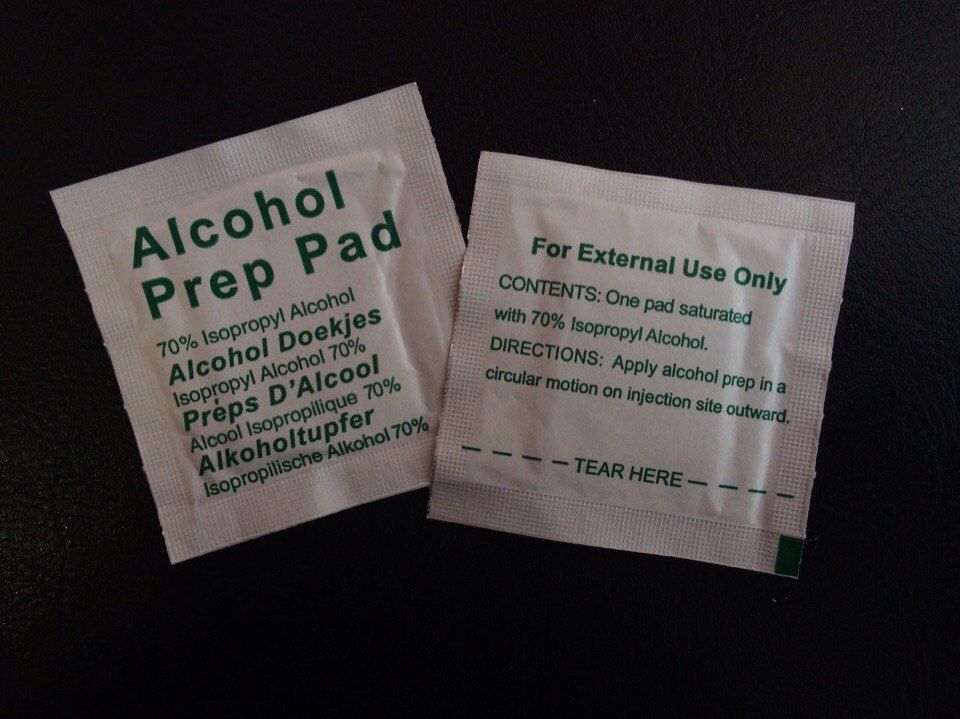 Alcohol
Prep Pad
70% Isopropyl Alcohol
Alcohol Doekjes
Isopropyl Alcohol 70%
Prèps D'Alcool
Alcool Isopropilique 70%
Alkoholtupfer
Isopropilische Alkohol 70%
For External Use Only
CONTENTS: One pad saturated
with 70% Isopropyl Alcohol.
DIRECTIONS: Apply alcohol prep in a
circular motion on injection site outward.
TEAR HERE